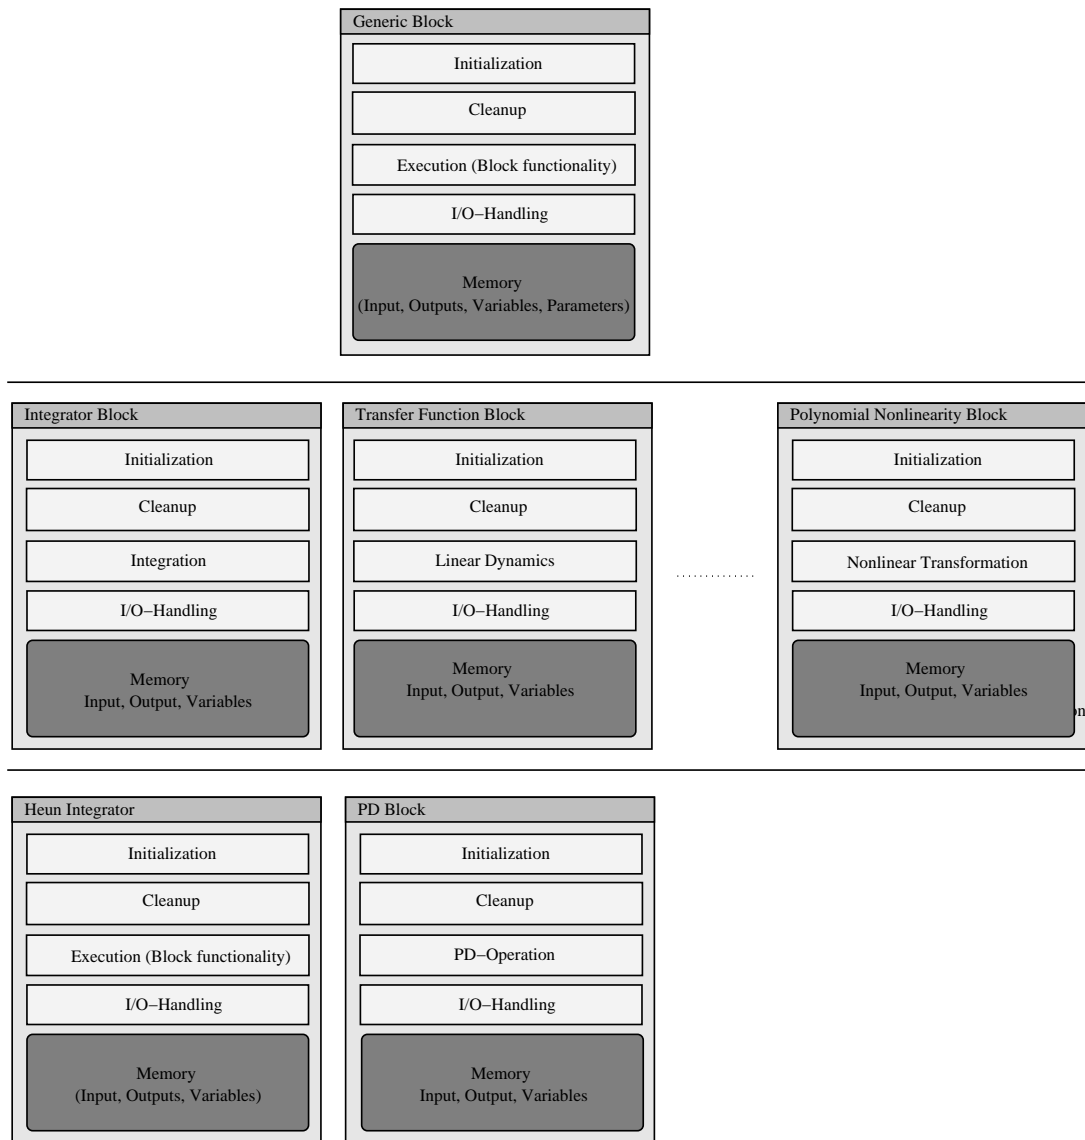 Generic Block
Initialization
Cleanup
Execution (Block functionality)
I/O−Handling
Memory
(Input, Outputs, Variables, Parameters)
Integrator Block
Initialization
Cleanup
Integration
I/O−Handling
Memory
Input, Output, Variables
Transfer Function Block
Initialization
Cleanup
Linear Dynamics
I/O−Handling
Memory
Input, Output, Variables
Polynomial Nonlinearity Block
Initialization
Cleanup
Nonlinear Transformation
I/O−Handling
Memory
Input, Output, Variables
Heun Integrator
Initialization
Cleanup
Execution (Block functionality)
I/O−Handling
Memory
(Input, Outputs, Variables)
PD Block
Initialization
Cleanup
PD−Operation
I/O−Handling
Memory
Input, Output, Variables